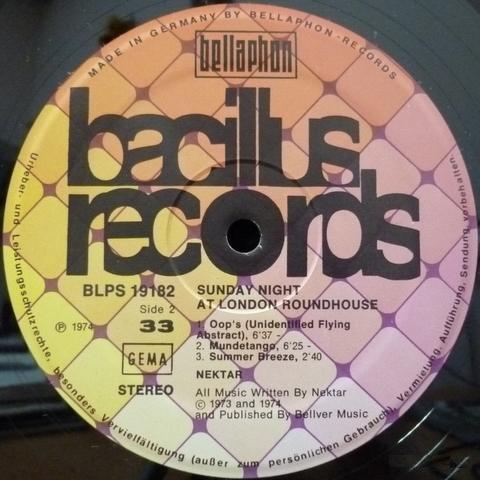 MADE IN GERMANY BY BELLAPHON-RECORDS
bellaphon
bacillus
records
BLPS 19182
Side 2
33
℗ 1974
GEMA
STEREO
SUNDAY NIGHT
AT LONDON ROUNDHOUSE
1. Oop's (Unidentified Flying
Abstract), 6'37 -
2. Mundetango, 6'25 -
3. Summer Breeze, 2'40
NEKTAR
All Music Written By Nektar
© 1973 and 1974
and Published By Bellver Music
Urheber- und Leistungsschutzrechte, besonders Vervielfältigung (außer zum persönlichen Gebrauch), Vermietung, Aufführung, Sendung vorbehalten.